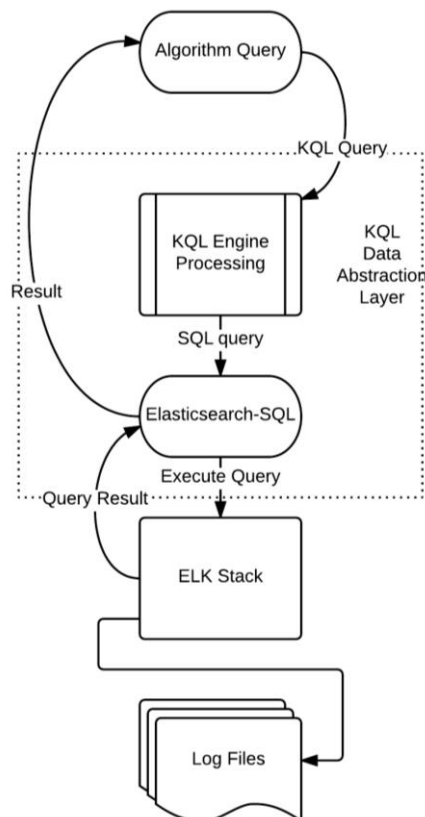 Algorithm Query
KQL Query
KQL Engine
Processing
KQL
Data
Abstraction
Layer
Result
SQL query
Elasticsearch-SQL
Execute Query
Query Result
ELK Stack
Log Files